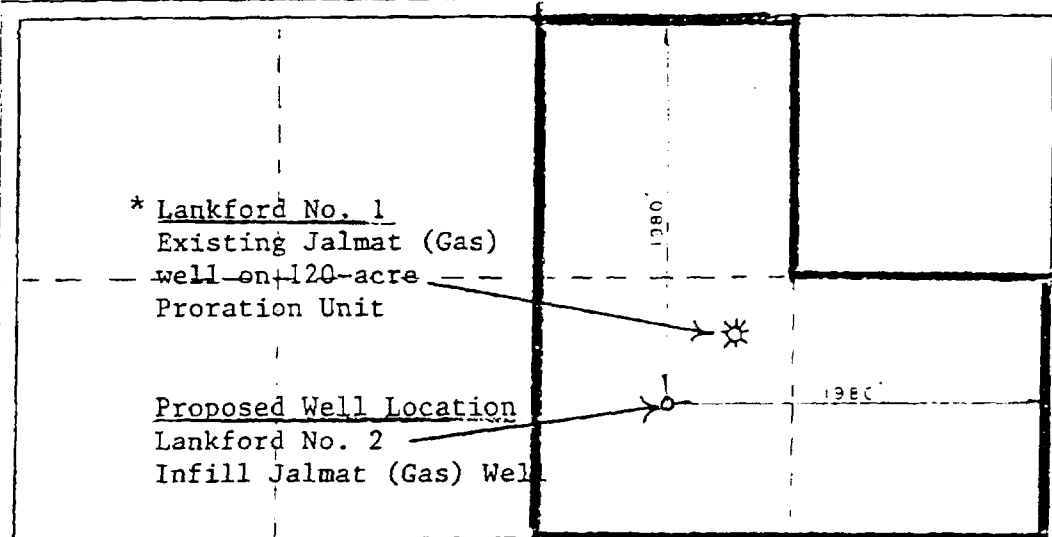 1980'
* Lankford No. 1
Existing Jalmat (Gas)
well on 120-acre
Proration Unit
1980'
Proposed Well Location
Lankford No. 2
Infill Jalmat (Gas) Well